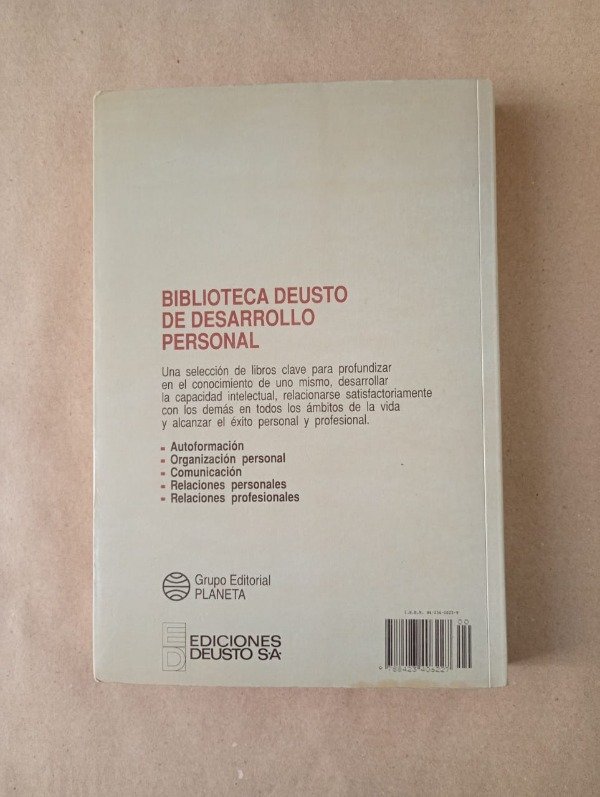 BIBLIOTECA DEUSTO
DE DESARROLLO
PERSONAL
Una selección de libros clave para profundizar
en el conocimiento de uno mismo, desarrollar
la capacidad intelectual, relacionarse satisfactoriamente
con los demás en todos los ámbitos de la vida
y alcanzar el éxito personal y profesional.
- Autoformación
- Organización personal
- Comunicación
- Relaciones personales
- Relaciones profesionales
Grupo Editorial
PLANETA
ED
EDICIONES
DEUSTO S.A.
I.S.B.N.
00